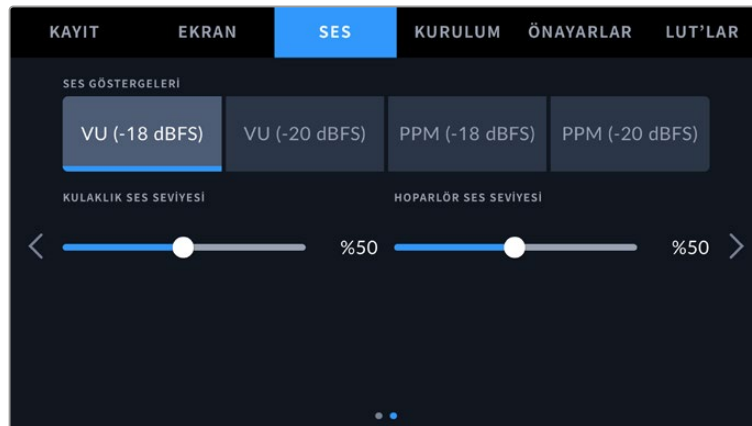 KAYIT EKRAN SES KURULUM ÖNAYARLAR LUT'LAR
SES GÖSTERGELERİ
VU (-18 dBFS) VU (-20 dBFS) PPM (-18 dBFS) PPM (-20 dBFS)
KULAKLIK SES SEVİYESİ HOPARLÖR SES SEVİYESİ
%50 %50